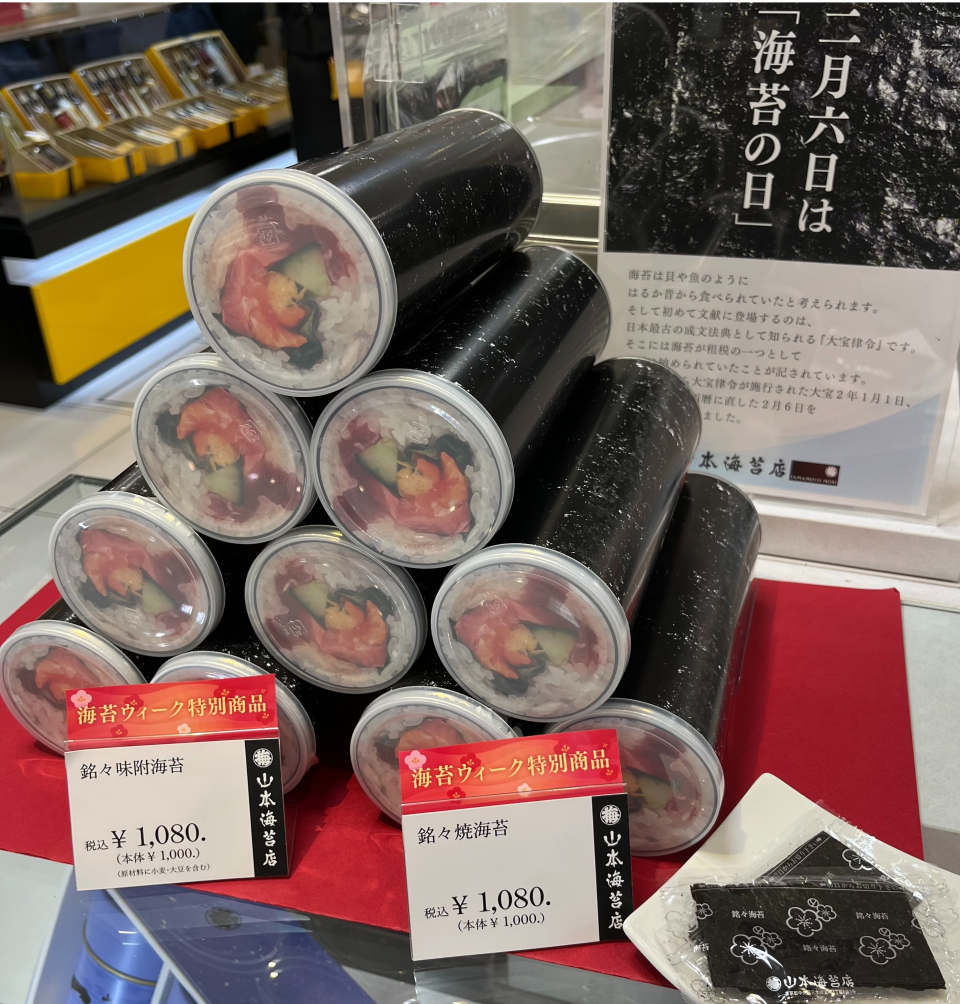 二月六日は
「海苔の日」
海苔は貝や魚のように
はるか昔から食べられていたと考えられます。
そして初めて文献に登場するのは、
日本最古の成文法典として知られる『大宝律令』です。
そこには海苔が租税の一つとして
められていたことが記されています。
大宝律令が施行された大宝2年1月1日、
暦に直した2月6日を
ました。
本海苔店
YAMAMOTO NORI
海苔ウィーク特別商品
銘々味附海苔
税込 ¥ 1,080.
(本体 ¥ 1,000.)
(原材料に小麦・大豆を含む)
山本海苔店
海苔ウィーク特別商品
銘々焼海苔
税込 ¥ 1,080.
(本体 ¥ 1,000.)
山本海苔店
銘々海苔
銘々海苔
銘々海苔
山本海苔店